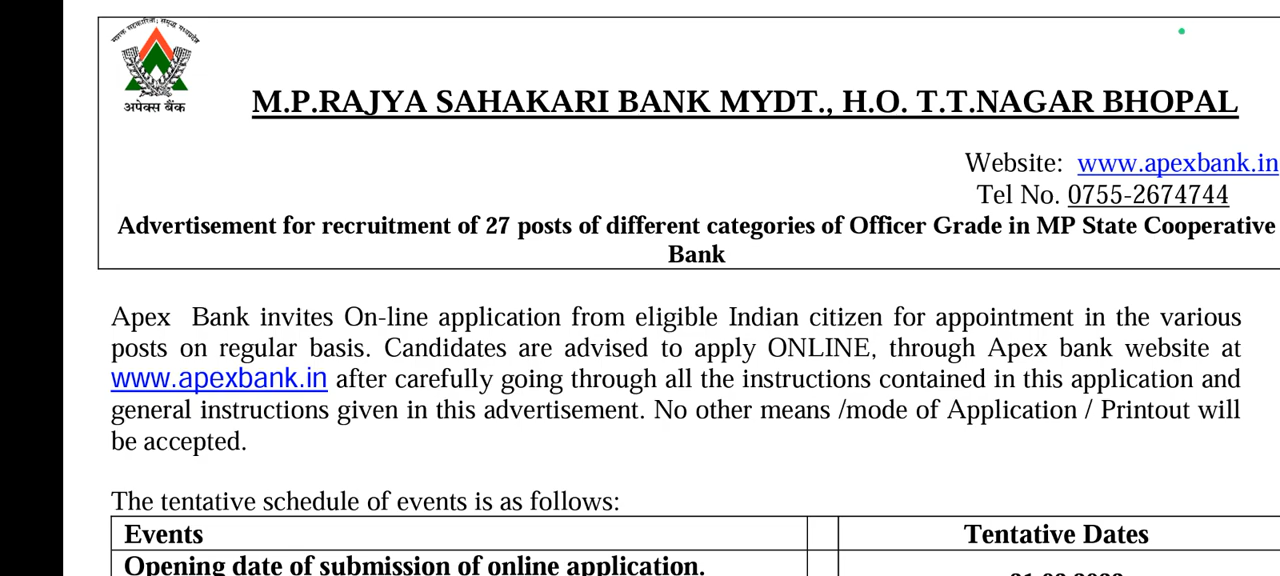 अपेक्स बैंक
M.P.RAJYA SAHAKARI BANK MYDT., H.O. T.T.NAGAR BHOPAL
Website: www.apexbank.in
Tel No. 0755-2674744
Advertisement for recruitment of 27 posts of different categories of Officer Grade in MP State Cooperative
Bank
Apex Bank invites On-line application from eligible Indian citizen for appointment in the various
posts on regular basis. Candidates are advised to apply ONLINE, through Apex bank website at
www.apexbank.in after carefully going through all the instructions contained in this application and
general instructions given in this advertisement. No other means /mode of Application / Printout will
be accepted.
The tentative schedule of events is as follows:
Events Tentative Dates
Opening date of submission of online application.